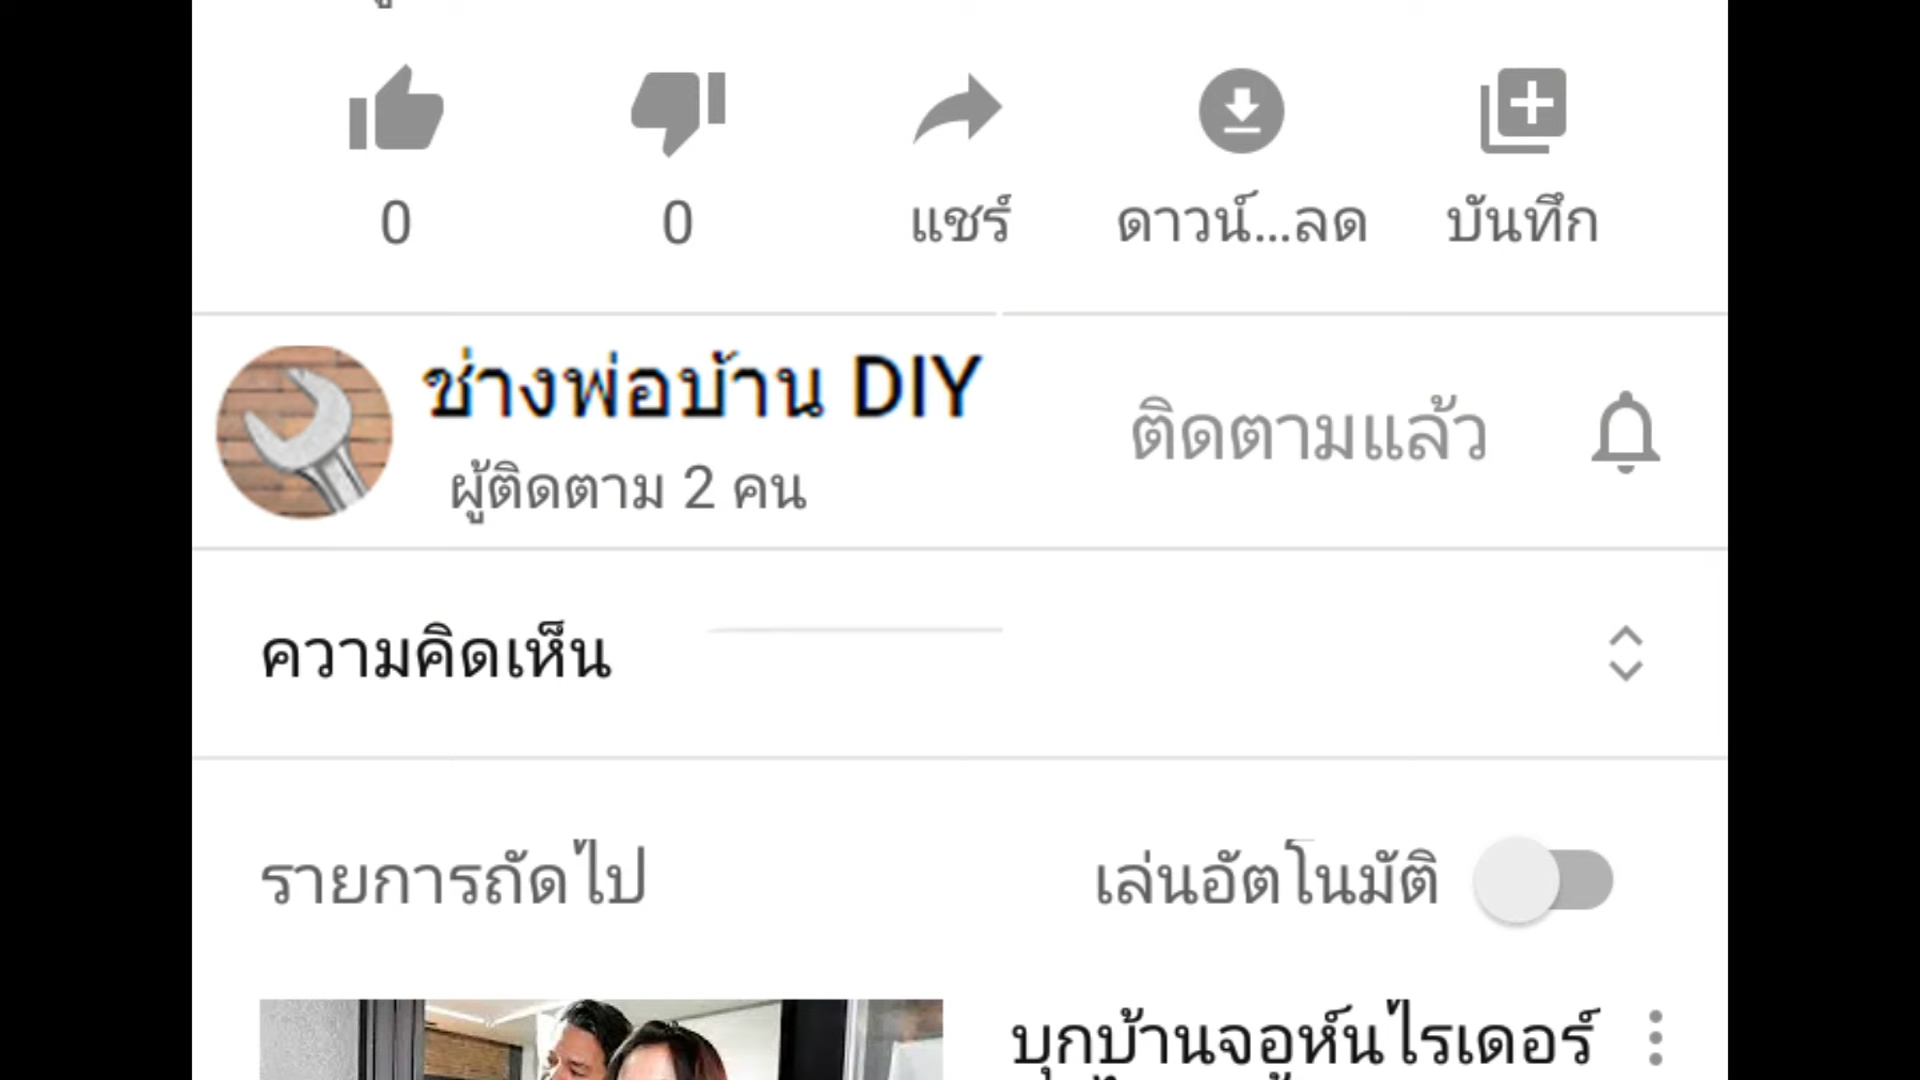 0 0 แชร์ ดาวน์...ลด บันทึก
ช่างพ่อบ้าน DIY
ผู้ติดตาม 2 คน
ติดตามแล้ว
ความคิดเห็น
รายการถัดไป เล่นอัตโนมัติ
บุกบ้านจอห์นไรเดอร์